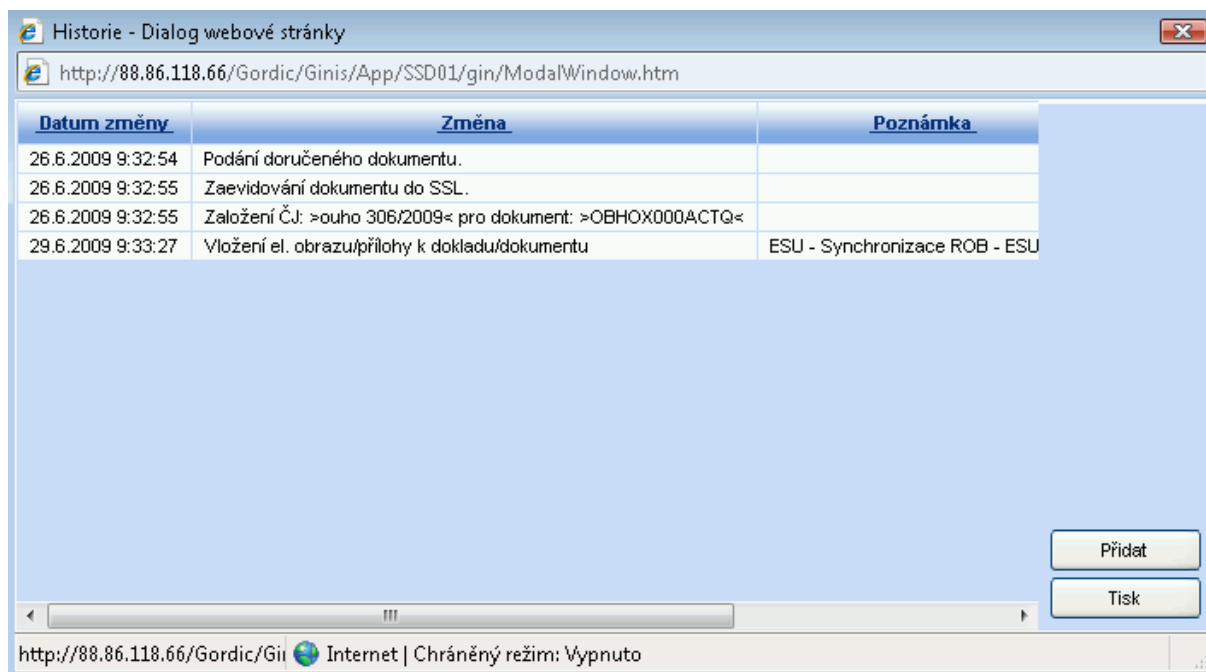 Historie - Dialog webové stránky
http://88.86.118.66/Gordic/Ginis/App/SSD01/gin/ModalWindow.htm
Datum změny Změna Poznámka
26.6.2009 9:32:54 Podání doručeného dokumentu.
26.6.2009 9:32:55 Zaevidování dokumentu do SSL.
26.6.2009 9:32:55 Založení ČJ: >ouho 306/2009< pro dokument: >OBHOX000ACTQ<
29.6.2009 9:33:27 Vložení el. obrazu/přílohy k dokladu/dokumentu ESU - Synchronizace ROB - ESU
Přidat
Tisk
http://88.86.118.66/Gordic/Gi Internet | Chráněný režim: Vypnuto